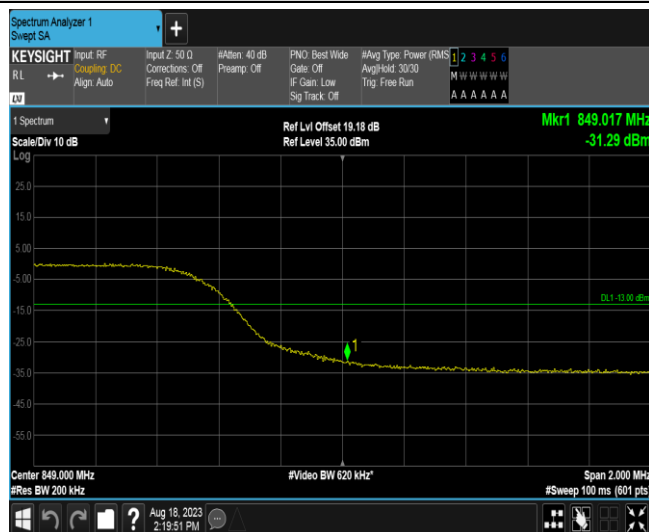 Spectrum Analyzer 1
Swept SA
+
KEYSIGHT
RL
LXI
Input: RF
Coupling: DC
Align: Auto
Input Z: 50 Ω
Corrections: Off
Freq Ref: Int (S)
#Atten: 40 dB
Preamp: Off
PNO: Best Wide
Gate: Off
IF Gain: Low
Sig Track: Off
#Avg Type: Power (RMS
Avg|Hold: 30/30
Trig: Free Run
1 2 3 4 5 6
M W W W W W
A A A A A A
1 Spectrum
Scale/Div 10 dB
Log
Ref Lvl Offset 19.18 dB
Ref Level 35.00 dBm
Mkr1 849.017 MHz
-31.29 dBm
25.0
15.0
5.00
-5.00
DL1 -13.00 dBm
-15.0
-25.0
1
-35.0
-45.0
-55.0
Center 849.000 MHz
#Res BW 200 kHz
#Video BW 620 kHz*
Span 2.000 MHz
#Sweep 100 ms (601 pts)
?
Aug 18, 2023
2:19:51 PM